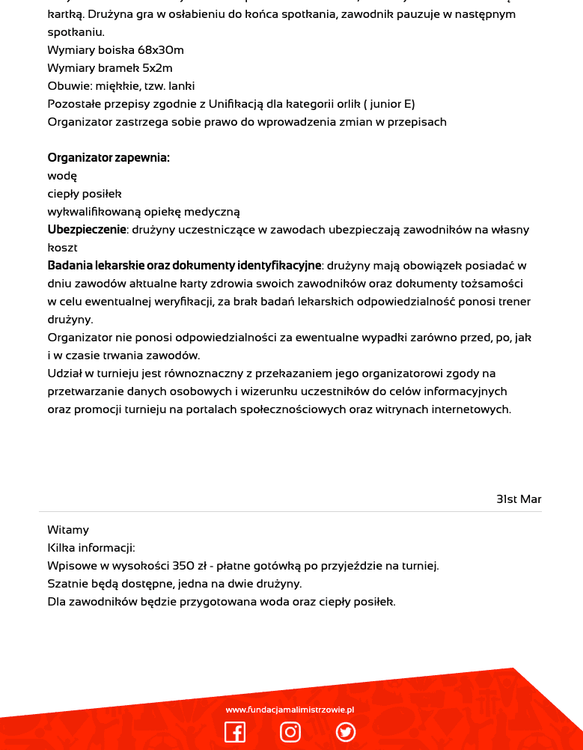 kartką. Drużyna gra w osłabieniu do końca spotkania, zawodnik pauzuje w następnym
spotkaniu.
Wymiary boiska 68x30m
Wymiary bramek 5x2m
Obuwie: miękkie, tzw. lanki
Pozostałe przepisy zgodnie z Unifikacją dla kategorii orlik ( junior E)
Organizator zastrzega sobie prawo do wprowadzenia zmian w przepisach
Organizator zapewnia:
wodę
ciepły posiłek
wykwalifikowaną opiekę medyczną
Ubezpieczenie: drużyny uczestniczące w zawodach ubezpieczają zawodników na własny
koszt
Badania lekarskie oraz dokumenty identyfikacyjne: drużyny mają obowiązek posiadać w
dniu zawodów aktualne karty zdrowia swoich zawodników oraz dokumenty tożsamości
w celu ewentualnej weryfikacji, za brak badań lekarskich odpowiedzialność ponosi trener
drużyny.
Organizator nie ponosi odpowiedzialności za ewentualne wypadki zarówno przed, po, jak
i w czasie trwania zawodów.
Udział w turnieju jest równoznaczny z przekazaniem jego organizatorowi zgody na
przetwarzanie danych osobowych i wizerunku uczestników do celów informacyjnych
oraz promocji turnieju na portalach społecznościowych oraz witrynach internetowych.
31st Mar
Witamy
Kilka informacji:
Wpisowe w wysokości 350 zł - płatne gotówką po przyjeździe na turniej.
Szatnie będą dostępne, jedna na dwie drużyny.
Dla zawodników będzie przygotowana woda oraz ciepły posiłek.
www.fundacjamalimistrzowie.pl